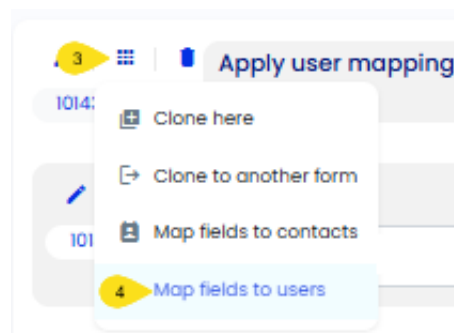 3
Apply user mapping
1014
Clone here
Clone to another form
Map fields to contacts
101
4
Map fields to users